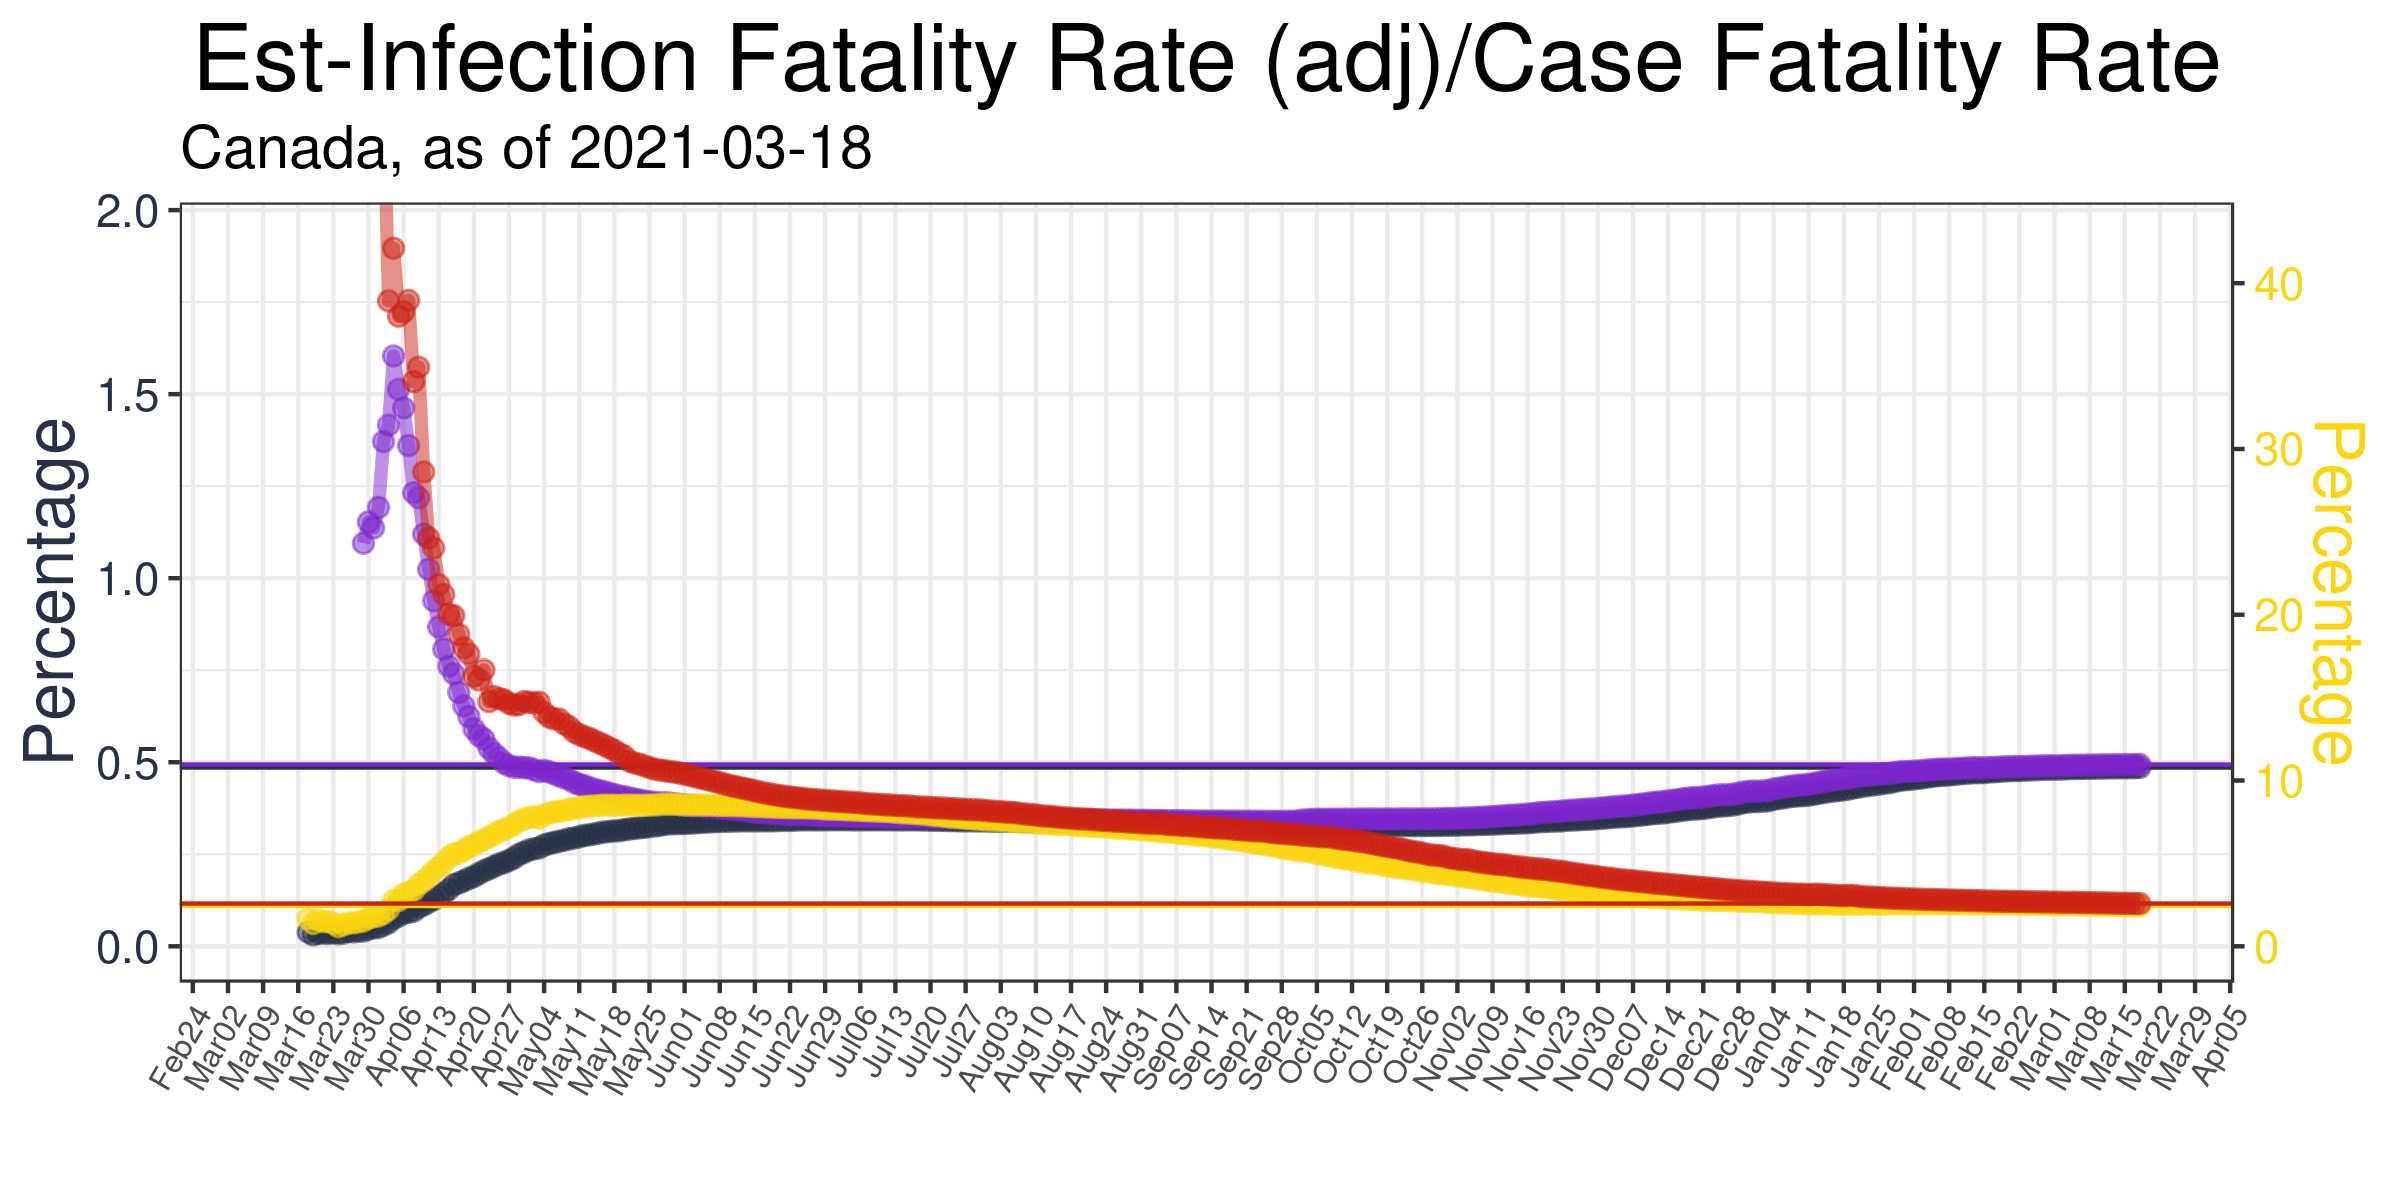 Est-Infection Fatality Rate (adj)/Case Fatality Rate
Canada, as of 2021-03-18
Percentage
2.0
1.5
1.0
0.5
0.0
40
30
20
10
0
Percentage
Feb24
Mar02
Mar09
Mar16
Mar23
Mar30
Apr06
Apr13
Apr20
Apr27
May04
May11
May18
May25
Jun01
Jun08
Jun15
Jun22
Jun29
Jul06
Jul13
Jul20
Jul27
Aug03
Aug10
Aug17
Aug24
Aug31
Sep07
Sep14
Sep21
Sep28
Oct05
Oct12
Oct19
Oct26
Nov02
Nov09
Nov16
Nov23
Nov30
Dec07
Dec14
Dec21
Dec28
Jan04
Jan11
Jan18
Jan25
Feb01
Feb08
Feb15
Feb22
Mar01
Mar08
Mar15
Mar22
Mar29
Apr05